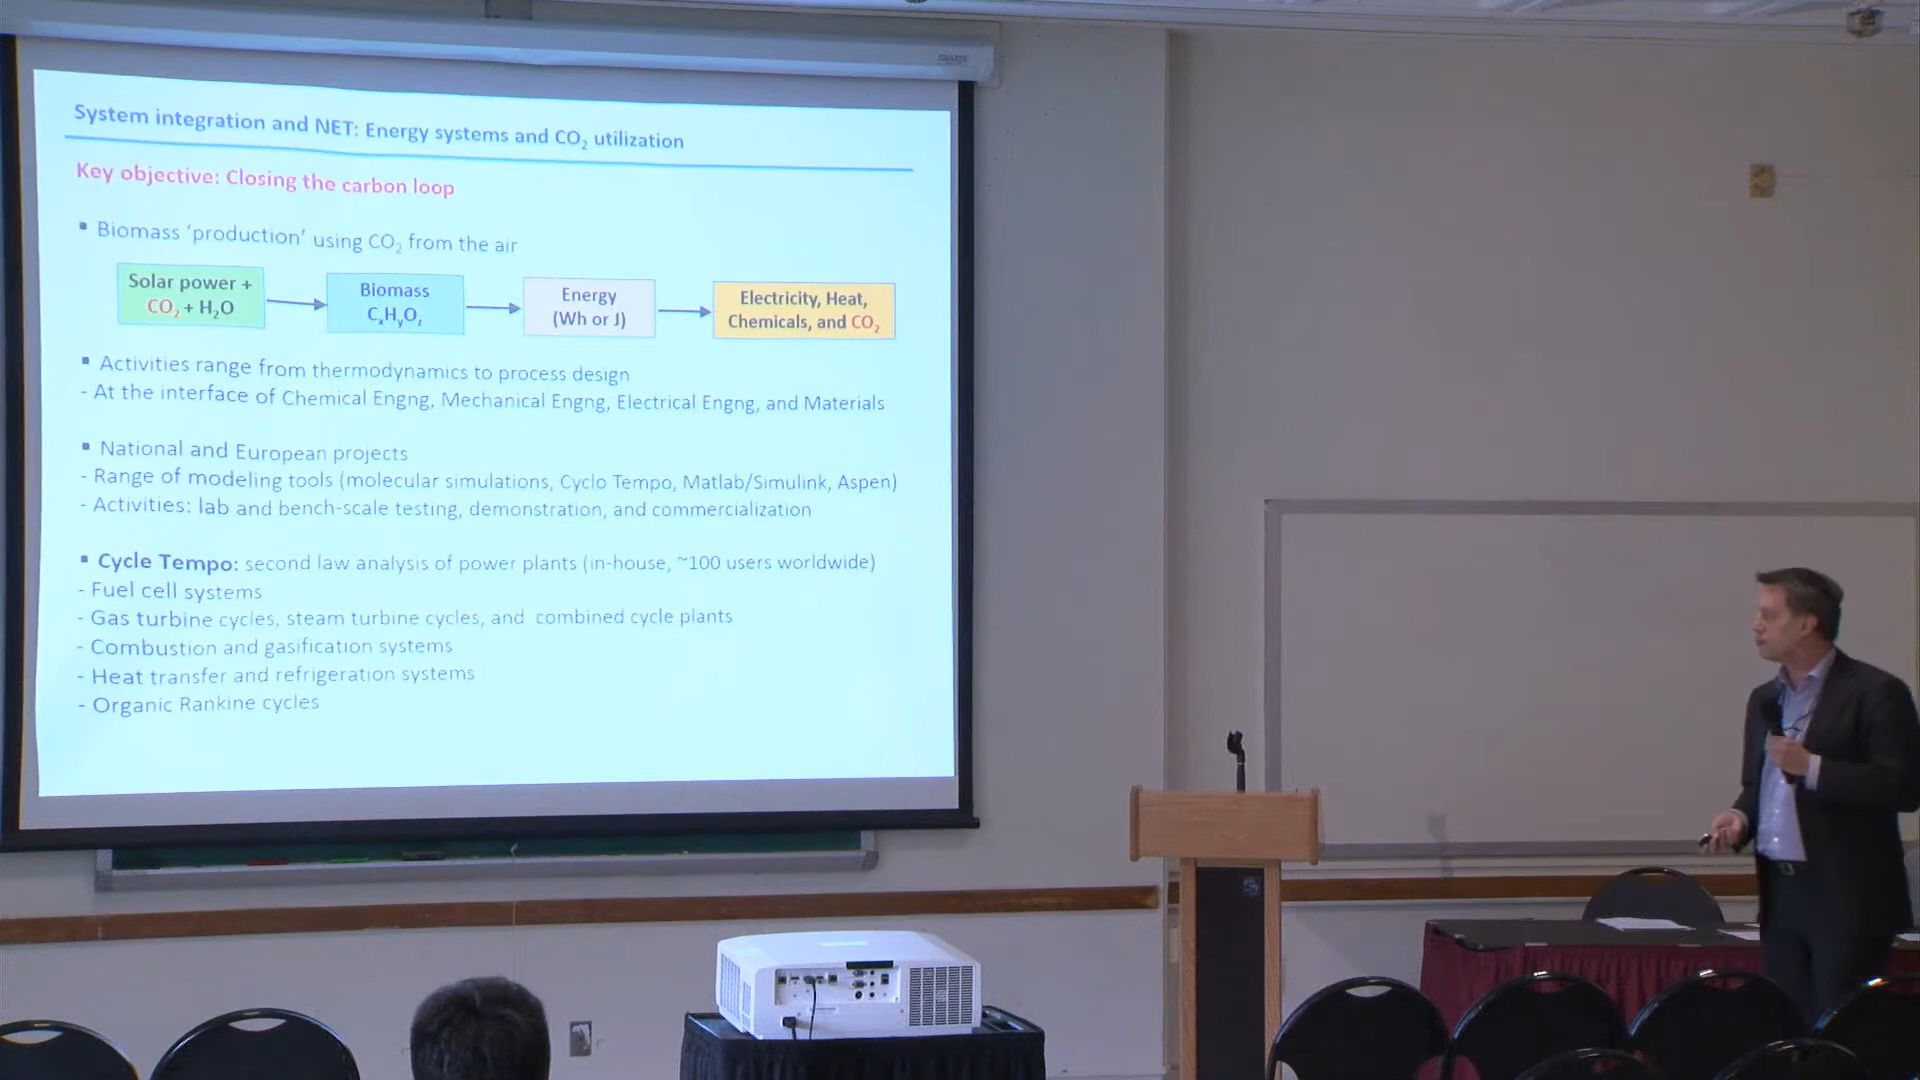 System integration and NET: Energy systems and CO₂ utilization
Key objective: Closing the carbon loop
▪ Biomass ‘production’ using CO₂ from the air
Solar power +
CO₂ + H₂O
Biomass
CₓHᵧO_z
Energy
(Wh or J)
Electricity, Heat,
Chemicals, and CO₂
▪ Activities range from thermodynamics to process design
- At the interface of Chemical Engng, Mechanical Engng, Electrical Engng, and Materials
▪ National and European projects
- Range of modeling tools (molecular simulations, Cyclo Tempo, Matlab/Simulink, Aspen)
- Activities: lab and bench-scale testing, demonstration, and commercialization
▪ Cycle Tempo: second law analysis of power plants (in-house, ~100 users worldwide)
- Fuel cell systems
- Gas turbine cycles, steam turbine cycles, and combined cycle plants
- Combustion and gasification systems
- Heat transfer and refrigeration systems
- Organic Rankine cycles